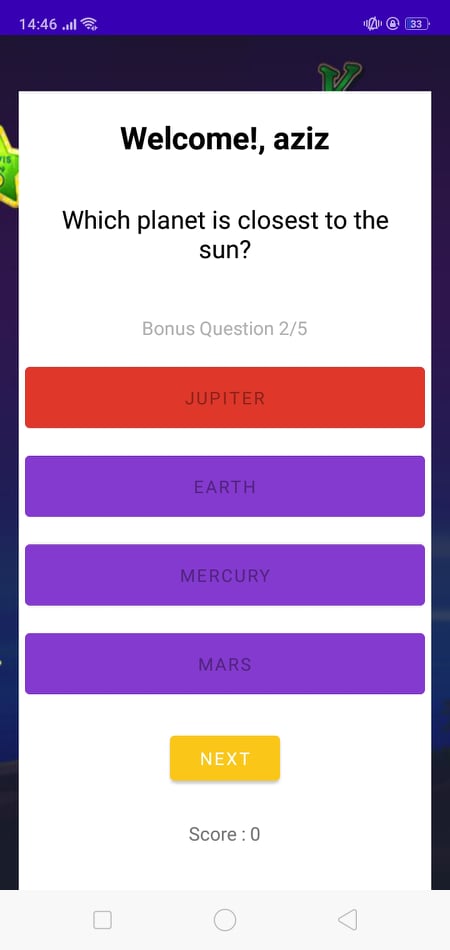 14:46
33
Welcome!, aziz
Which planet is closest to the
sun?
Bonus Question 2/5
JUPITER
EARTH
MERCURY
MARS
NEXT
Score : 0